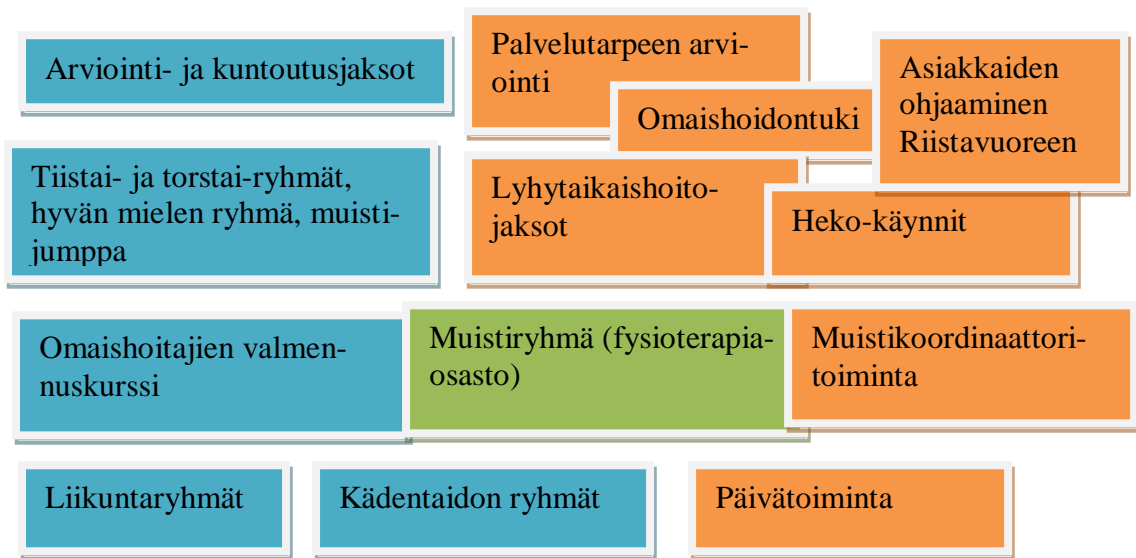 Arviointi- ja kuntoutusjaksot
Palvelutarpeen arvi-
ointi
Omaishoidontuki
Asiakkaiden
ohjaaminen
Riistavuoreen
Tiistai- ja torstai-ryhmät,
hyvän mielen ryhmä, muisti-
jumppa
Lyhytaikaishoito-
jaksot
Heko-käynnit
Omaishoitajien valmen-
nuskurssi
Muistiryhmä (fysioterapia-
osasto)
Muistikoordinaattori-
toiminta
Liikuntaryhmät
Kädentaidon ryhmät
Päivätoiminta